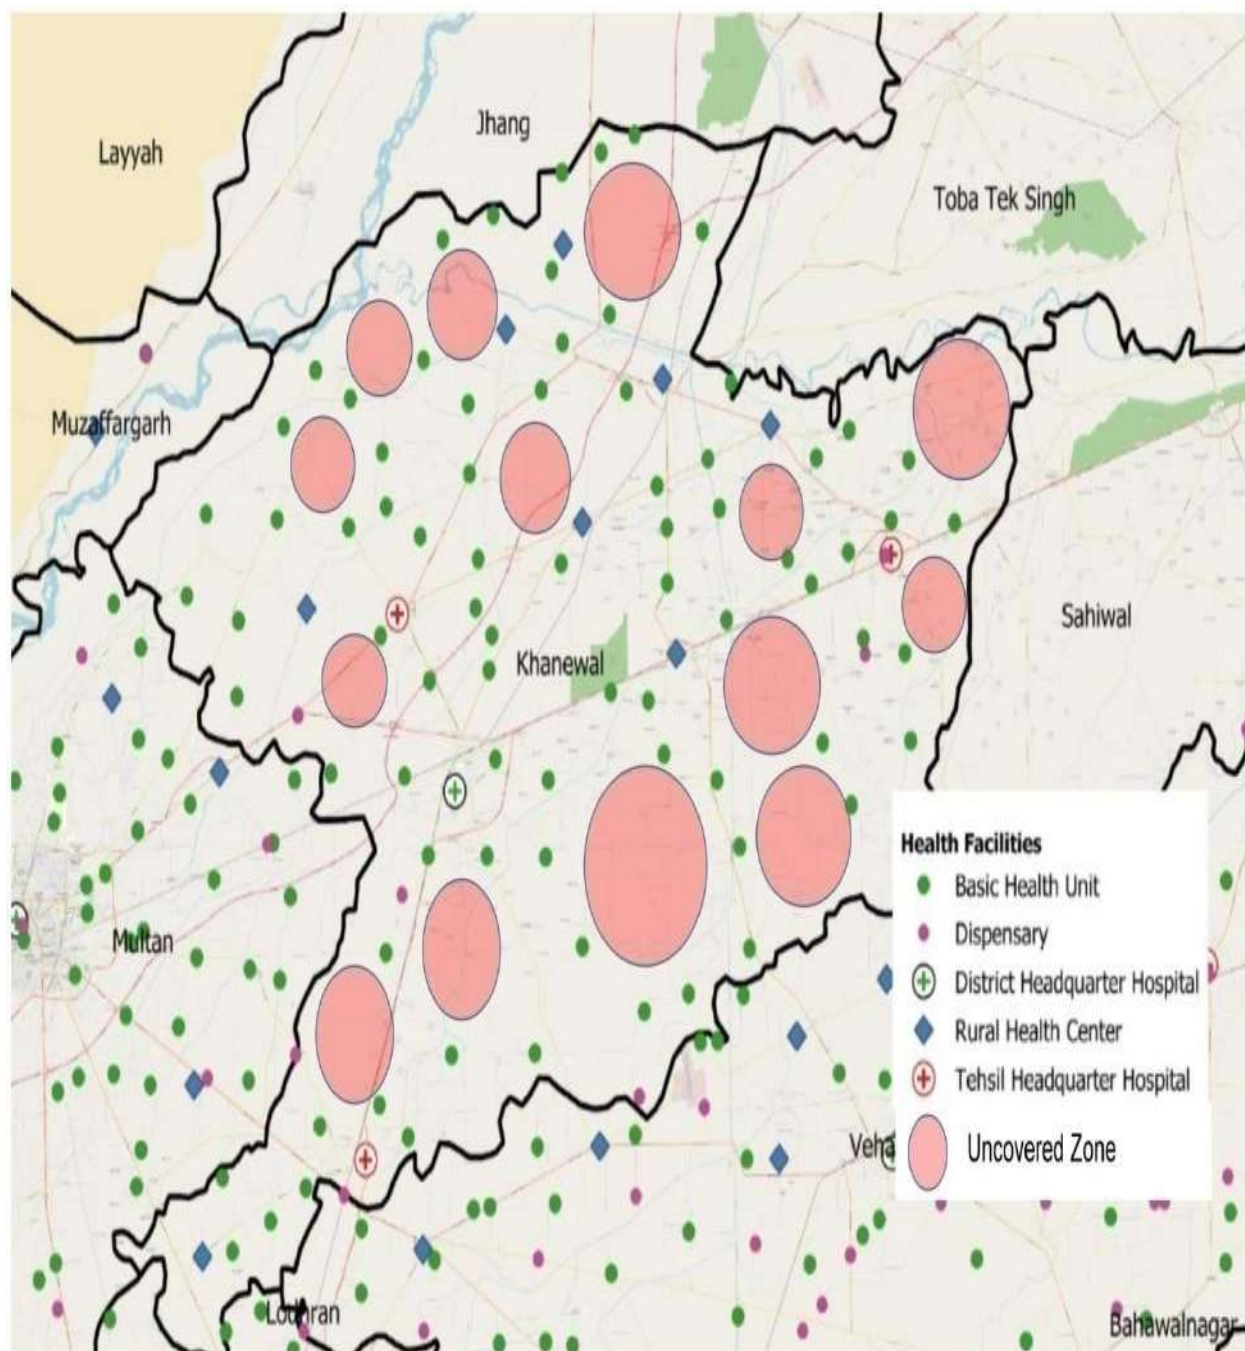 Jhang
Layyah
Toba Tek Singh
Muzaffargarh
Sahiwal
Khanewal
Health Facilities
Basic Health Unit
Multan
Dispensary
District Headquarter Hospital
Rural Health Center
Tehsil Headquarter Hospital
Veha
Uncovered Zone
Lodhran
Bahawalnagar